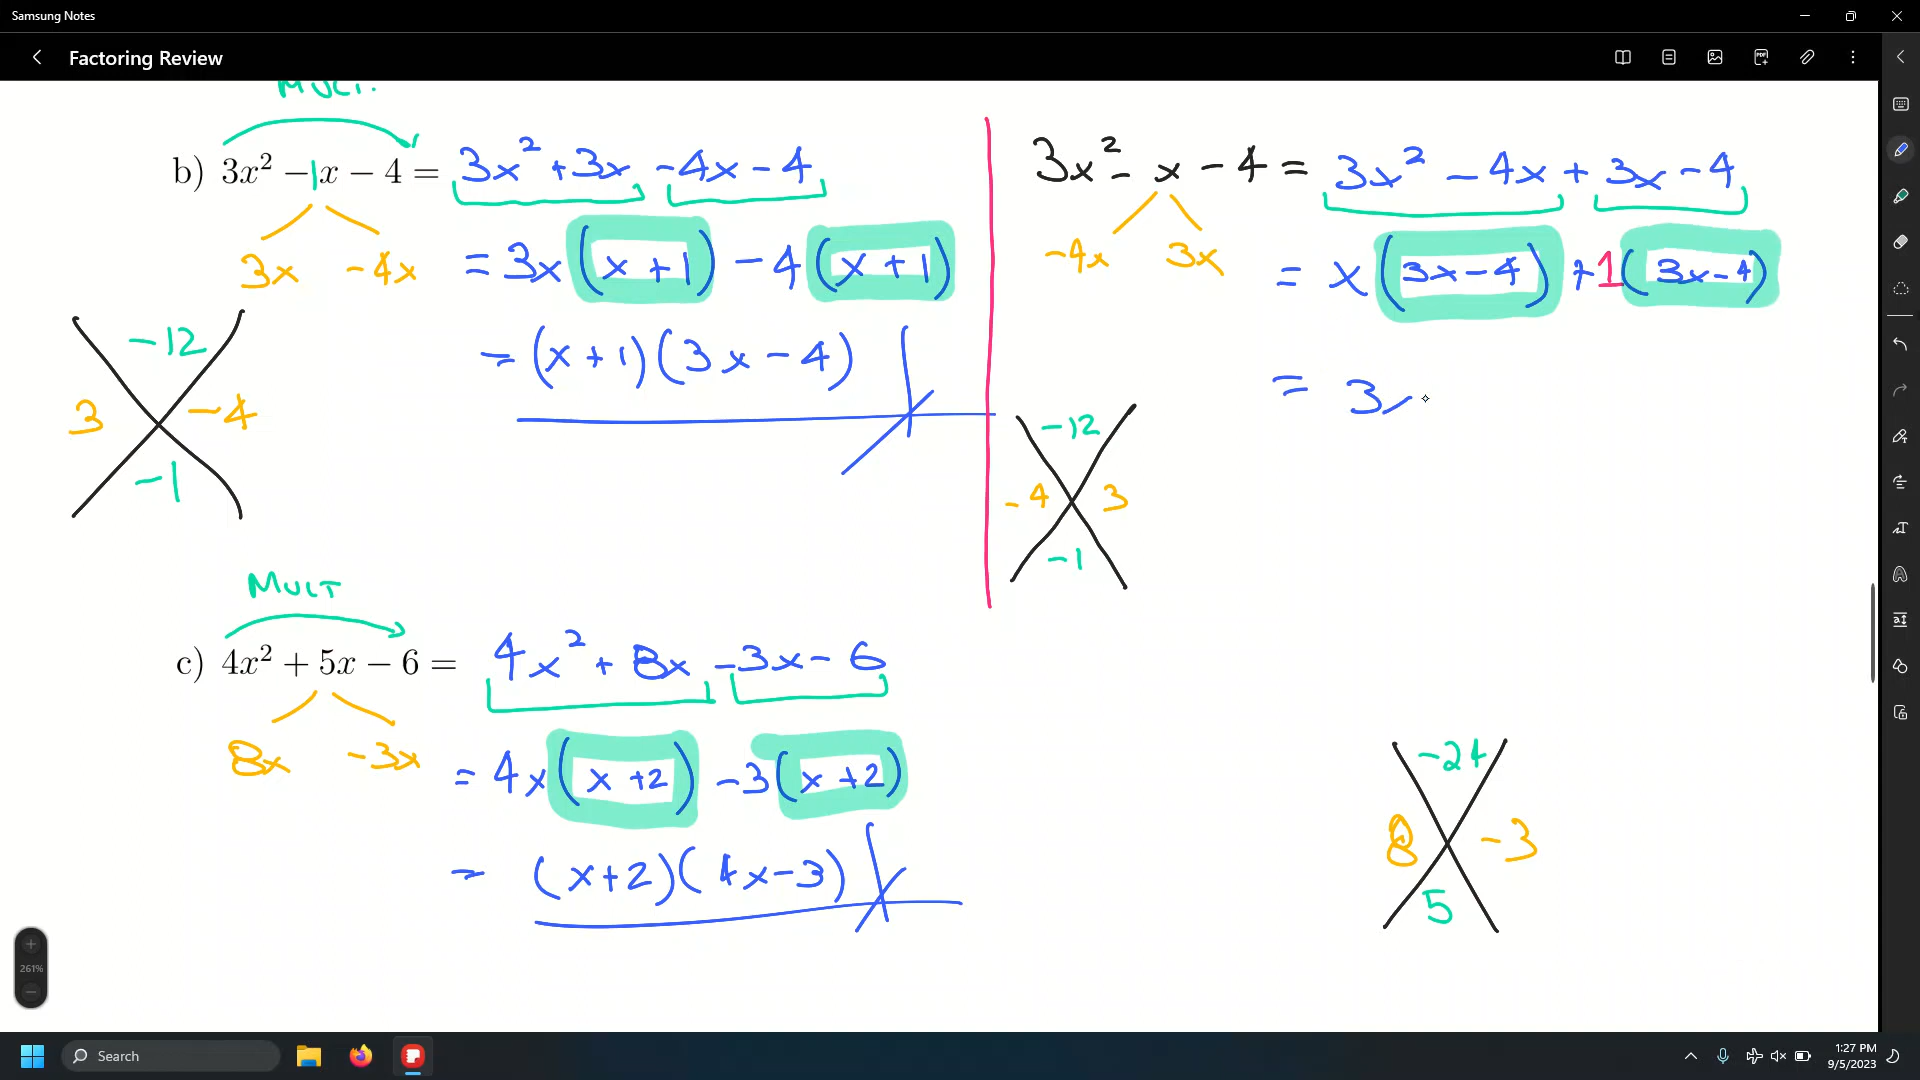 Samsung Notes
Factoring Review
MULT.
b) 3x² − 1x − 4 = 3x² + 3x − 4x − 4
3x −4x
= 3x (x + 1) − 4 (x + 1)
= (x + 1)(3x − 4)
−12
3 −4
−1
3x² − x − 4 = 3x² − 4x + 3x − 4
−4x 3x
= x (3x − 4) + 1 (3x − 4)
= 3
−12
−4 3
−1
MULT
c) 4x² + 5x − 6 = 4x² + 8x − 3x − 6
8x −3x
= 4x (x + 2) − 3 (x + 2)
= (x + 2)(4x − 3)
−24
8 −3
5
261%
Search
1:27 PM
9/5/2023